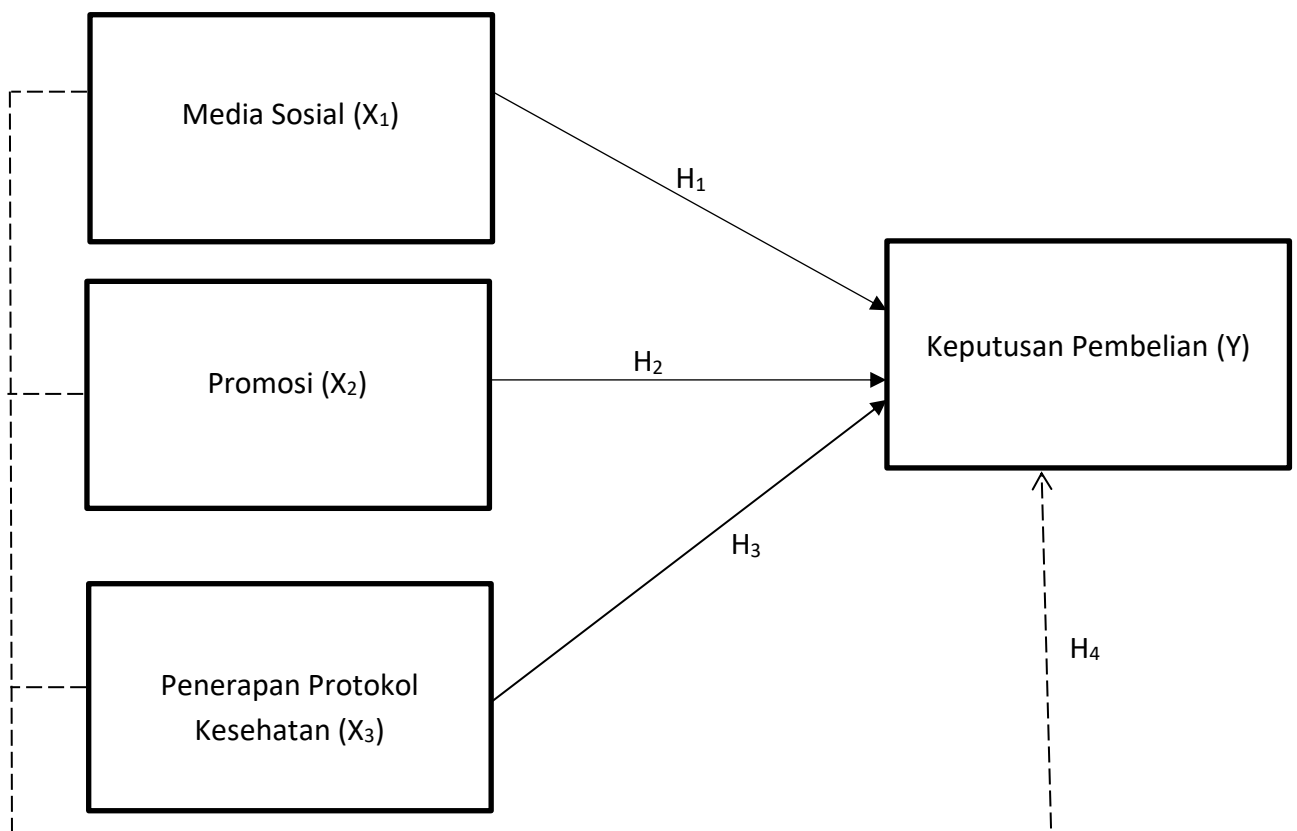 Media Sosial (X₁)
H₁
Keputusan Pembelian (Y)
H₂
Promosi (X₂)
H₃
H₄
Penerapan Protokol
Kesehatan (X₃)